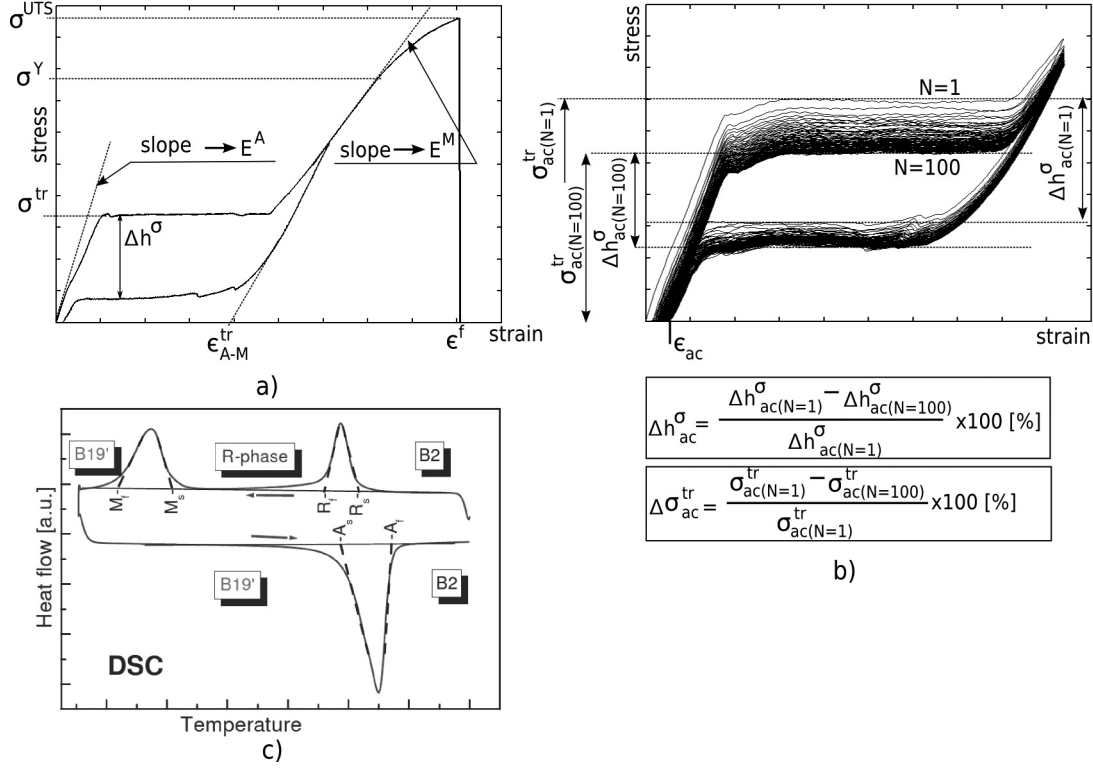 σ^UTS
σ^Y
stress
σ^tr
slope → E^A
slope → E^M
Δh^σ
ϵ^tr_A-M
ϵ^f
strain
a)
stress
N=1
N=100
σ^tr_ac(N=1)
σ^tr_ac(N=100)
Δh^σ_ac(N=100)
Δh^σ_ac(N=1)
ϵ_ac
strain
Δh^σ_ac = (Δh^σ_ac(N=1) − Δh^σ_ac(N=100)) / Δh^σ_ac(N=1) x100 [%]
Δσ^tr_ac = (σ^tr_ac(N=1) − σ^tr_ac(N=100)) / σ^tr_ac(N=1) x100 [%]
b)
B19'
R-phase
B2
M_f
M_s
R_f
R_s
A_s
A_f
B19'
B2
Heat flow [a.u.]
DSC
Temperature
c)